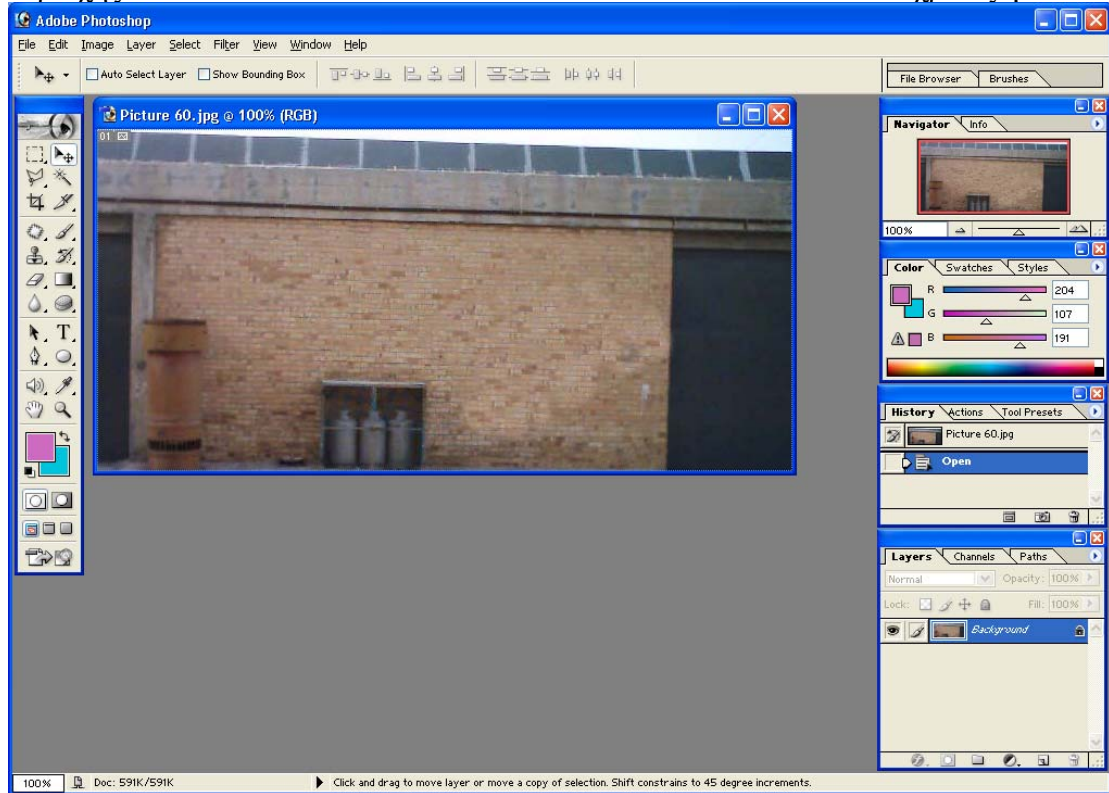 Adobe Photoshop
File Edit Image Layer Select Filter View Window Help
Auto Select Layer Show Bounding Box
File Browser Brushes
Picture 60.jpg @ 100% (RGB)
01
Navigator Info
100%
Color Swatches Styles
R 204
G 107
B 191
History Actions Tool Presets
Picture 60.jpg
Open
Layers Channels Paths
Normal Opacity: 100%
Lock: Fill: 100%
Background
100% Doc: 591K/591K Click and drag to move layer or move a copy of selection. Shift constrains to 45 degree increments.